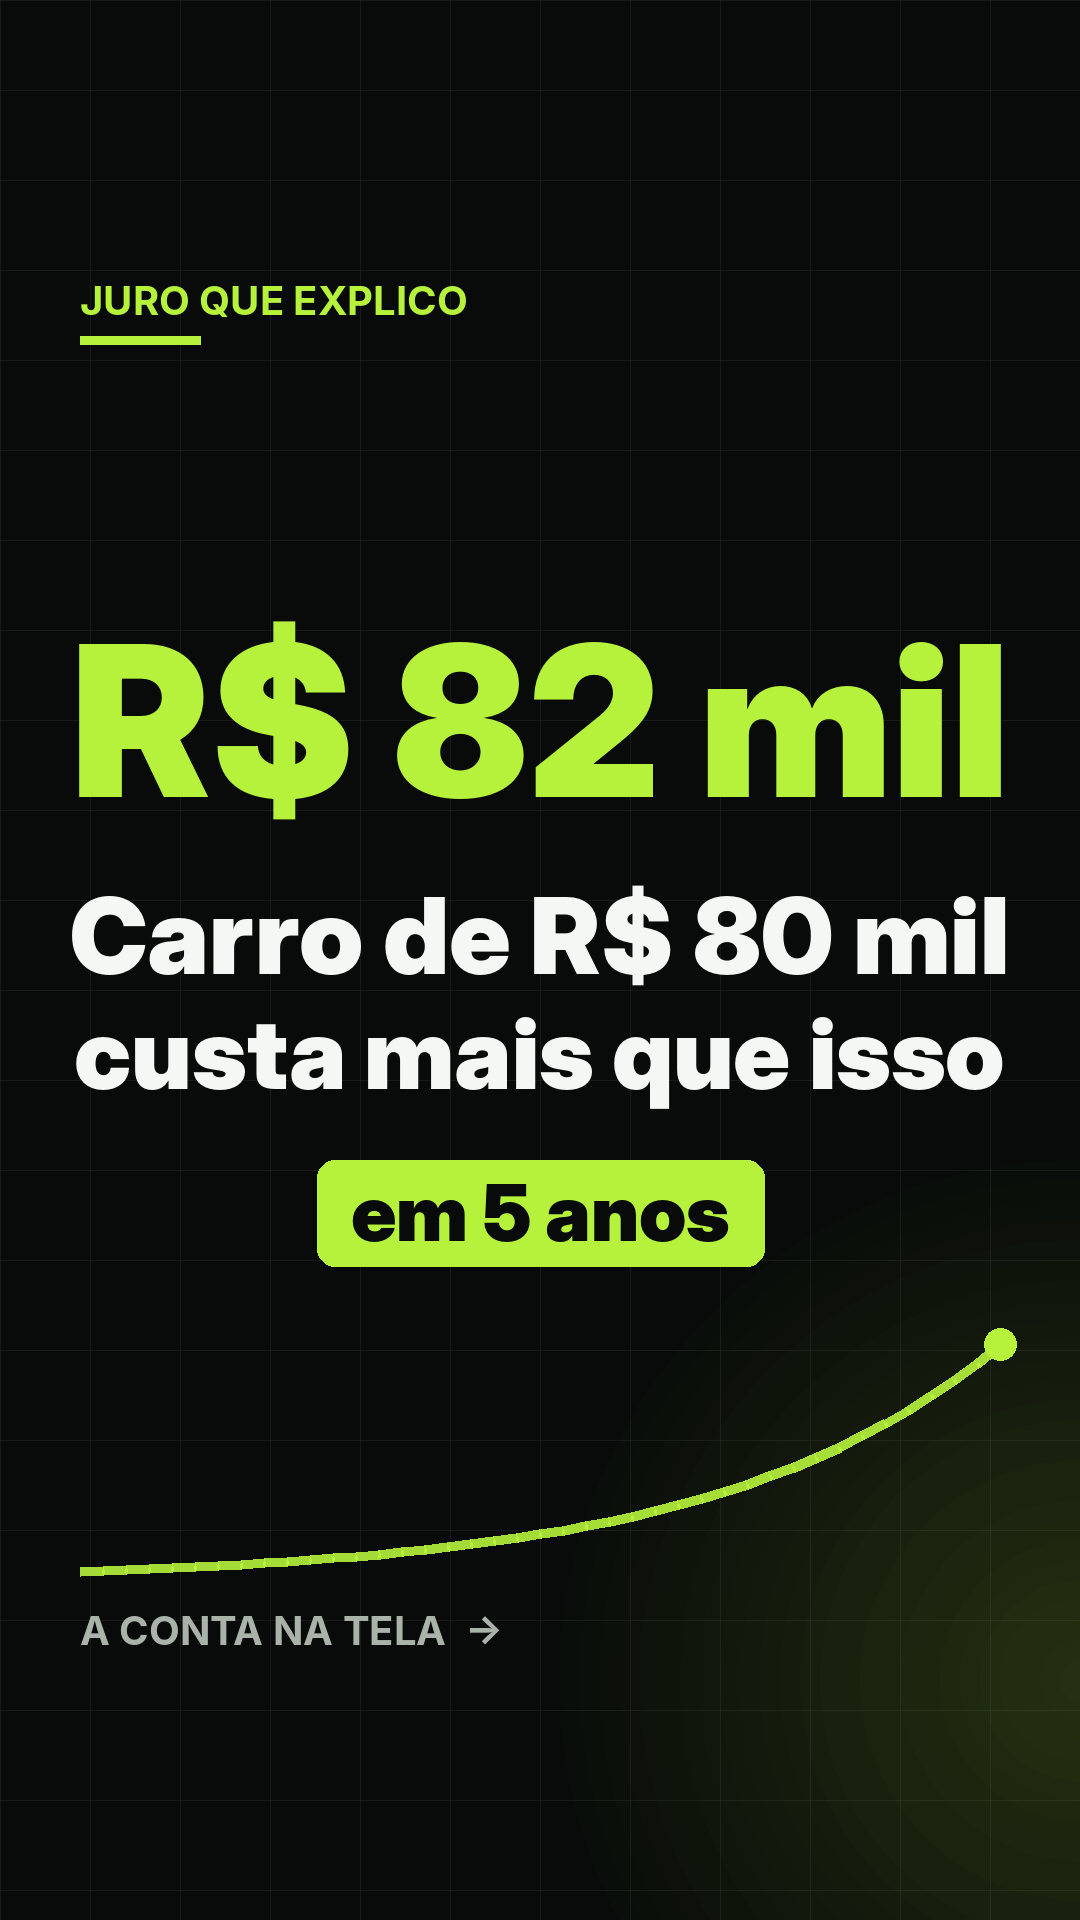 JURO QUE EXPLICO
R$ 82 mil
Carro de R$ 80 mil
custa mais que isso
em 5 anos
A CONTA NA TELA →